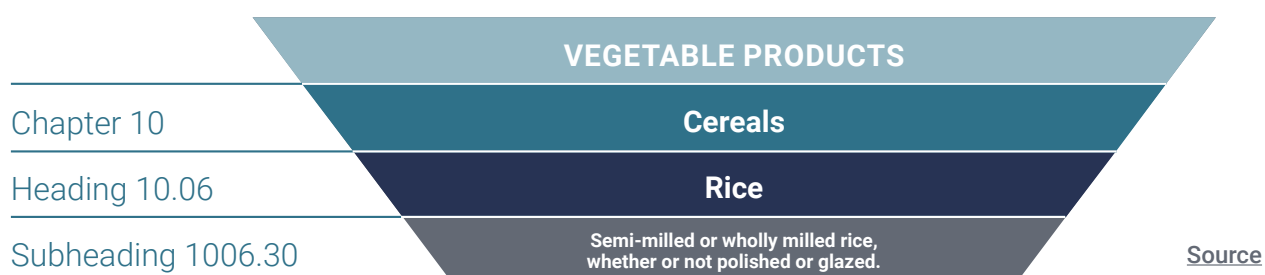 VEGETABLE PRODUCTS
Chapter 10
Cereals
Heading 10.06
Rice
Subheading 1006.30
Semi-milled or wholly milled rice,
whether or not polished or glazed.
Source